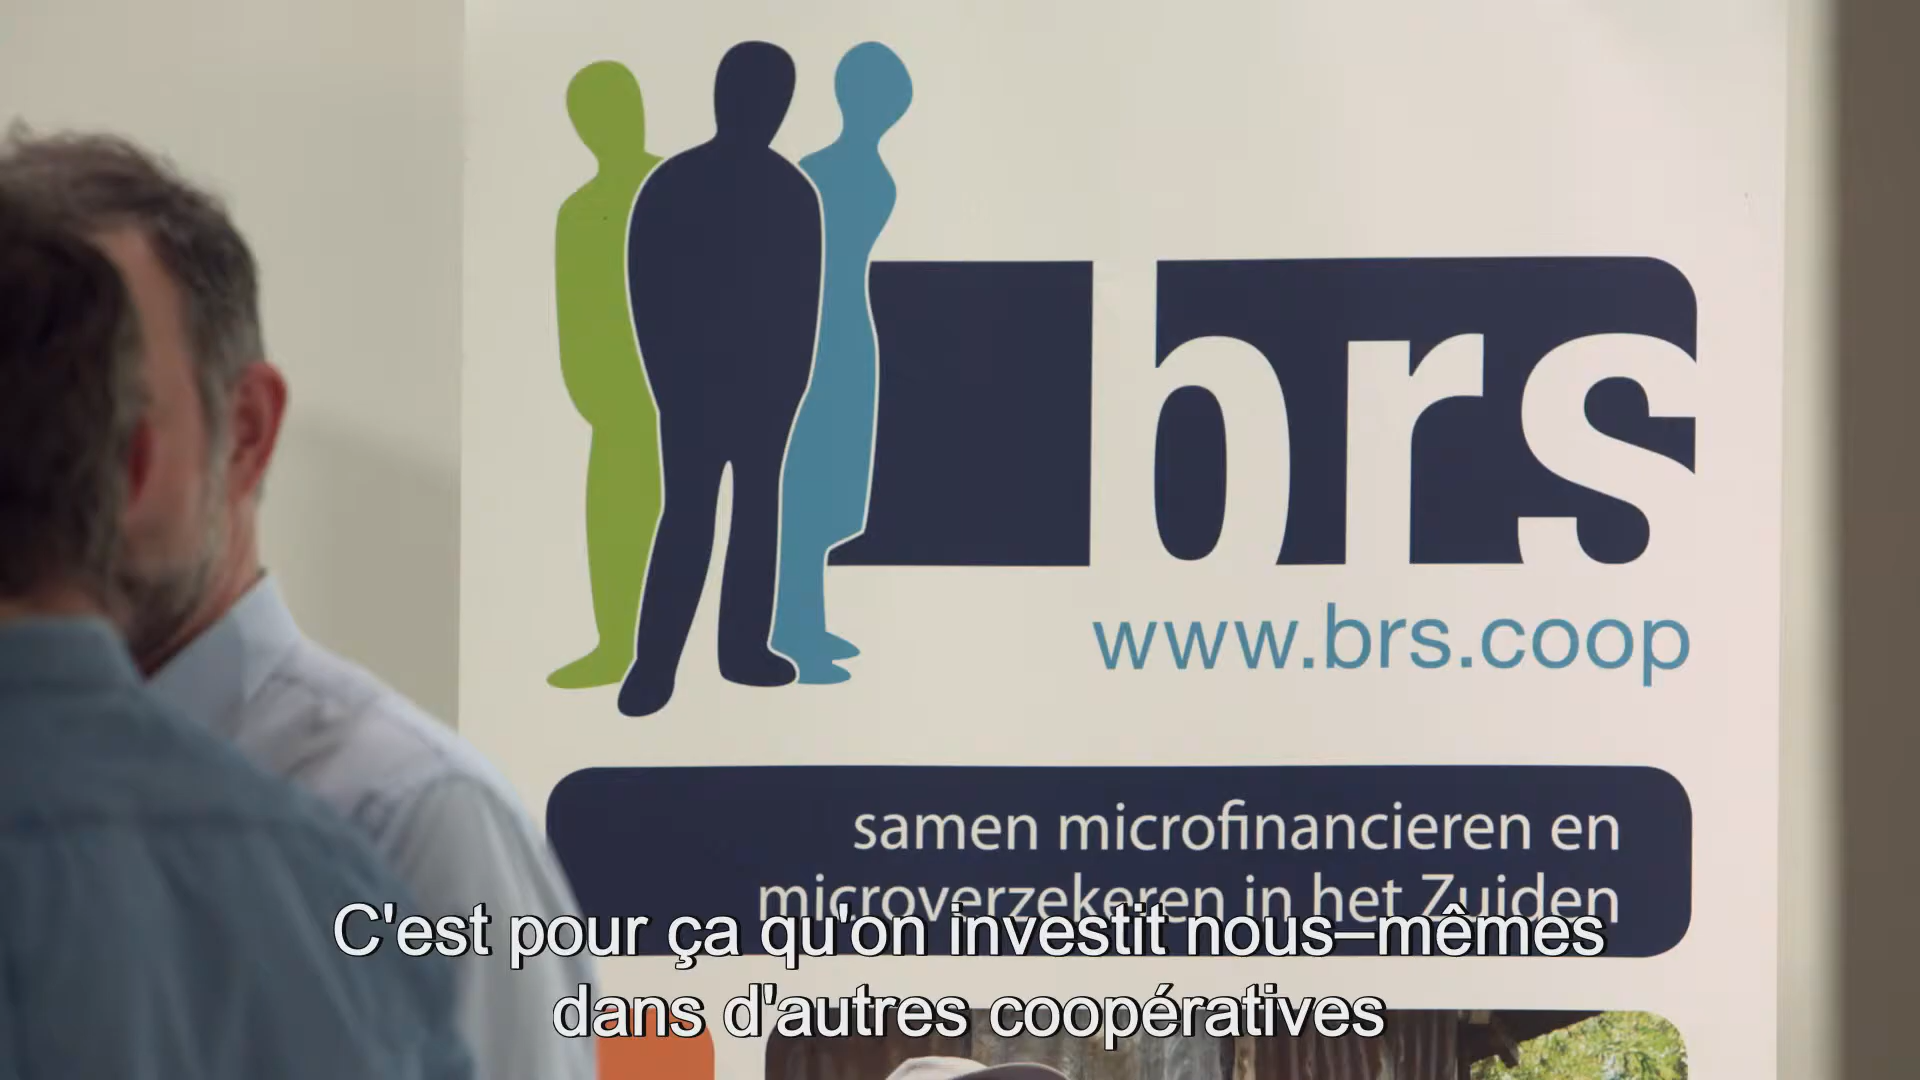 brs
www.brs.coop
samen microfinancieren en
microverzekeren in het Zuiden
C'est pour ça qu'on investit nous–mêmes
dans d'autres coopératives